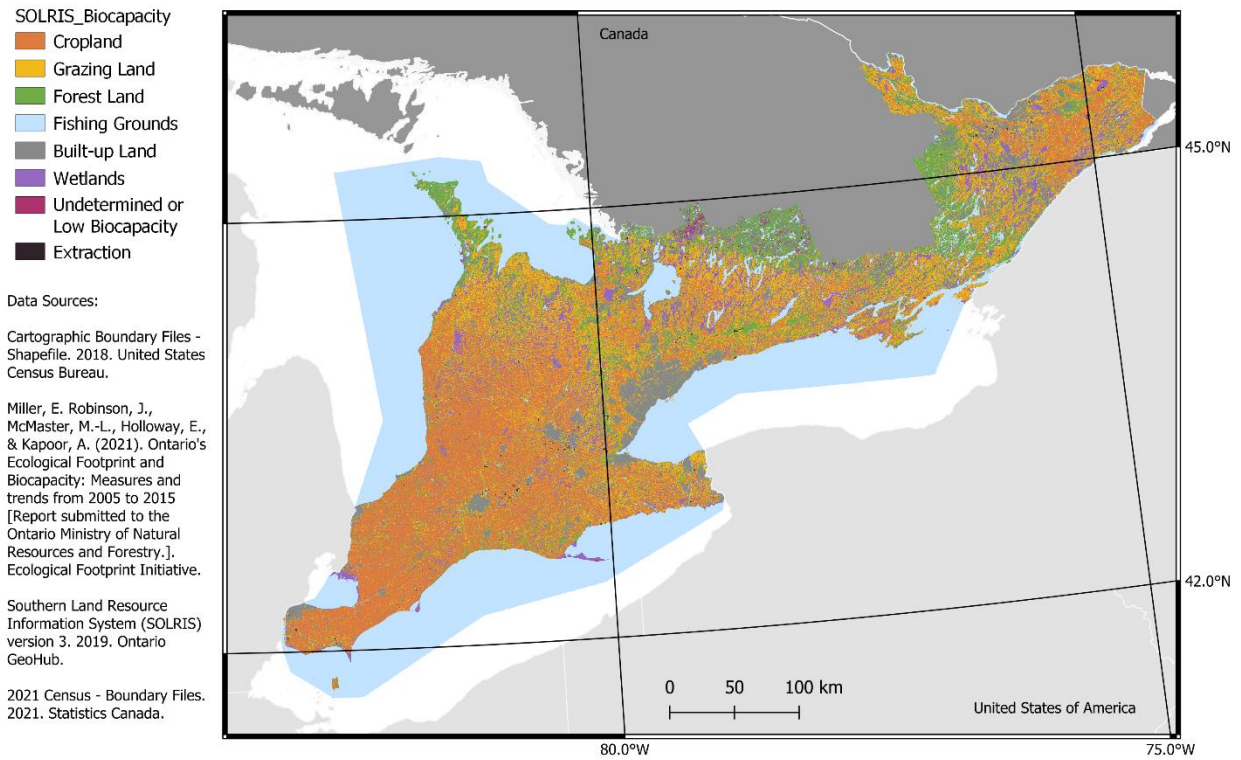 SOLRIS_Biocapacity
Cropland
Grazing Land
Forest Land
Fishing Grounds
Built-up Land
Wetlands
Undetermined or
Low Biocapacity
Extraction
Data Sources:
Cartographic Boundary Files -
Shapefile. 2018. United States
Census Bureau.
Miller, E. Robinson, J.,
McMaster, M.-L., Holloway, E.,
& Kapoor, A. (2021). Ontario's
Ecological Footprint and
Biocapacity: Measures and
trends from 2005 to 2015
[Report submitted to the
Ontario Ministry of Natural
Resources and Forestry.].
Ecological Footprint Initiative.
Southern Land Resource
Information System (SOLRIS)
version 3. 2019. Ontario
GeoHub.
2021 Census - Boundary Files.
2021. Statistics Canada.
Canada
45.0°N
42.0°N
0 50 100 km
United States of America
80.0°W
75.0°W